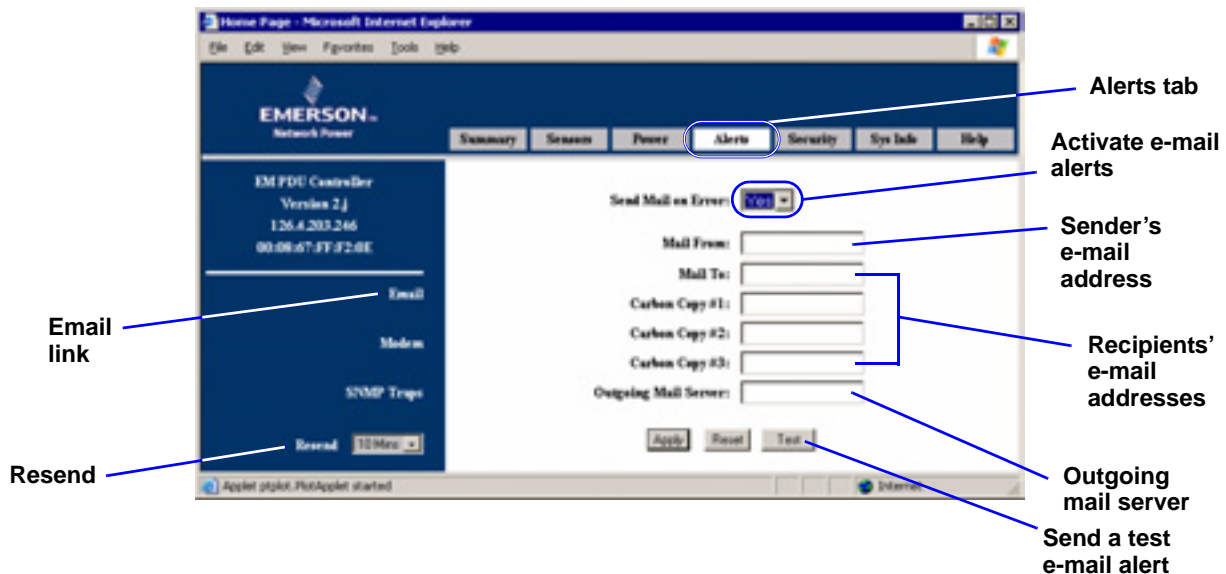 Home Page - Microsoft Internet Explorer
File Edit View Favorites Tools Help
EMERSON™
Network Power
Summary Sensors Power Alerts Security Sys Info Help
EM PDU Controller
Version 2.j
126.4.203.246
00:08:67:FF:F2:0E
Email
Modem
SNMP Traps
Resend 10 Mins
Send Mail on Error: Yes
Mail From:
Mail To:
Carbon Copy #1:
Carbon Copy #2:
Carbon Copy #3:
Outgoing Mail Server:
Apply Reset Test
Applet ptplot.PlotApplet started
Internet
Email
link
Resend
Alerts tab
Activate e-mail
alerts
Sender’s
e-mail
address
Recipients’
e-mail
addresses
Outgoing
mail server
Send a test
e-mail alert